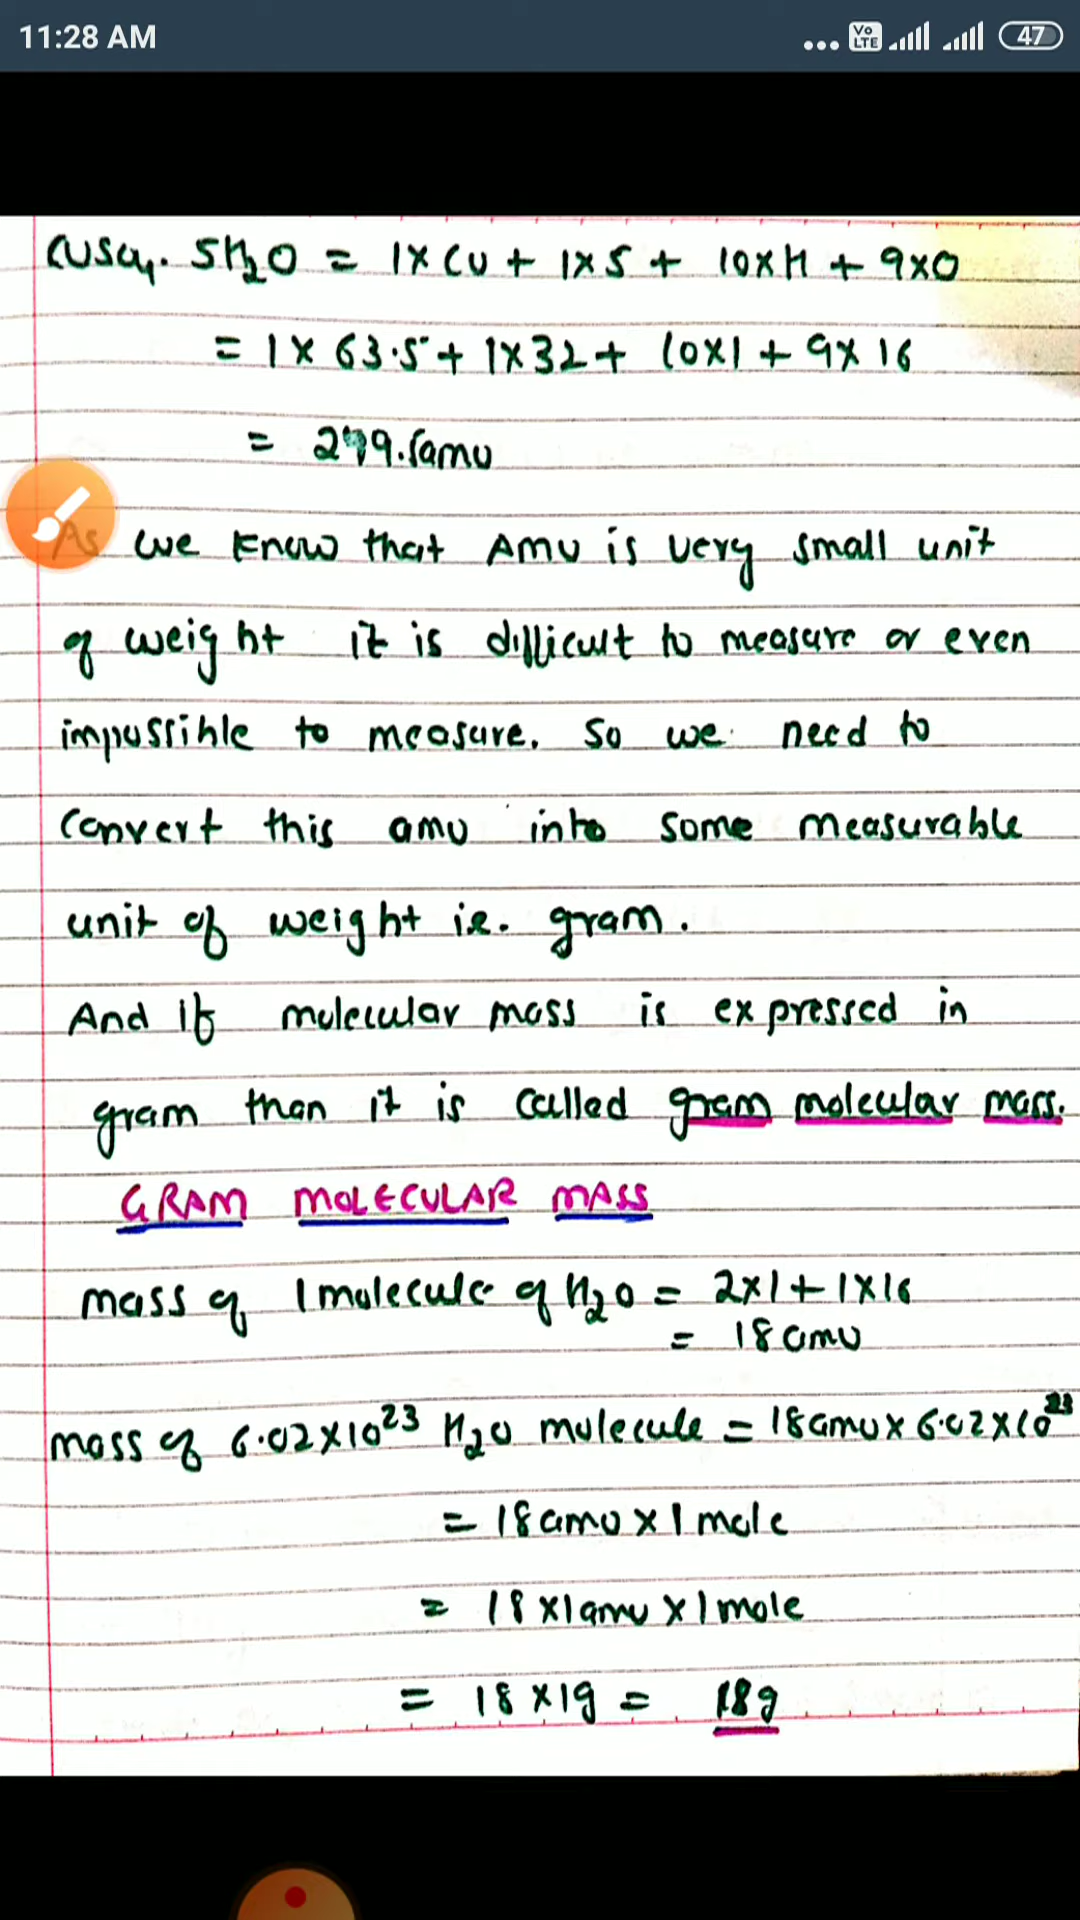 11:28 AM
Vo LTE
47
CuSO4. 5H2O = 1×Cu + 1×S + 10×H + 9×O
= 1×63.5 + 1×32 + 10×1 + 9×16
= 249.5amu
As we know that AMU is very small unit
of weight it is difficult to measure or even
impossible to measure. So we need to
convert this amu into some measurable
unit of weight i.e. gram.
And if molecular mass is expressed in
gram than it is called gram molecular mass.
GRAM MOLECULAR MASS
mass of 1 molecule of H2O = 2×1 + 1×16
= 18 amu
mass of 6.02×10²³ H2O molecule = 18amu × 6.02×10²³
= 18 amu × 1 mole
= 18 × 1amu × 1 mole
= 18 × 1g = 18g